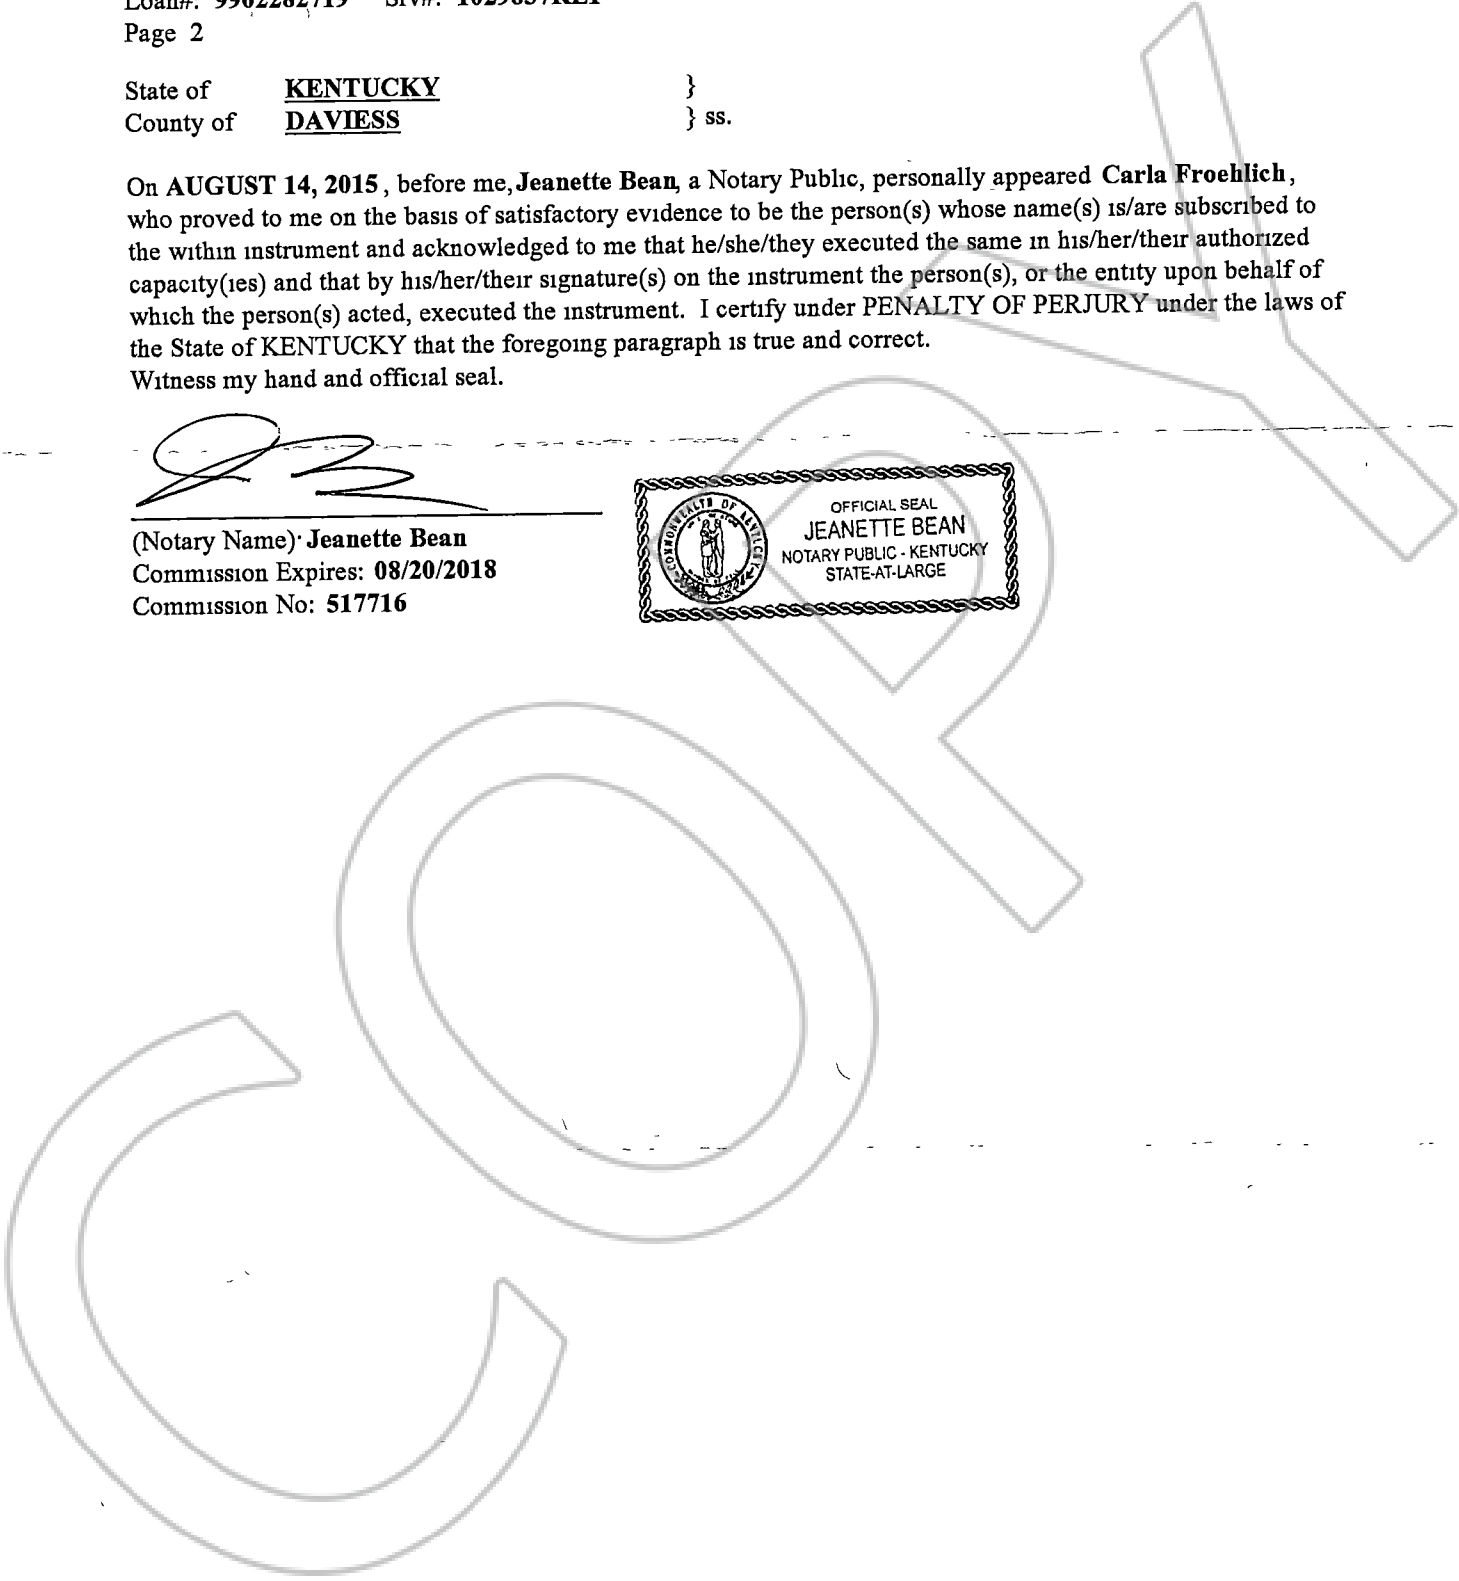 Page 2
State of KENTUCKY }
County of DAVIESS } ss.
On AUGUST 14, 2015, before me, Jeanette Bean, a Notary Public, personally appeared Carla Froehlich,
who proved to me on the basis of satisfactory evidence to be the person(s) whose name(s) is/are subscribed to
the within instrument and acknowledged to me that he/she/they executed the same in his/her/their authorized
capacity(ies) and that by his/her/their signature(s) on the instrument the person(s), or the entity upon behalf of
which the person(s) acted, executed the instrument. I certify under PENALTY OF PERJURY under the laws of
the State of KENTUCKY that the foregoing paragraph is true and correct.
Witness my hand and official seal.
(Notary Name): Jeanette Bean
Commission Expires: 08/20/2018
Commission No: 517716
COMMONWEALTH OF KENTUCKY
OFFICIAL SEAL
JEANETTE BEAN
NOTARY PUBLIC - KENTUCKY
STATE-AT-LARGE
COPY